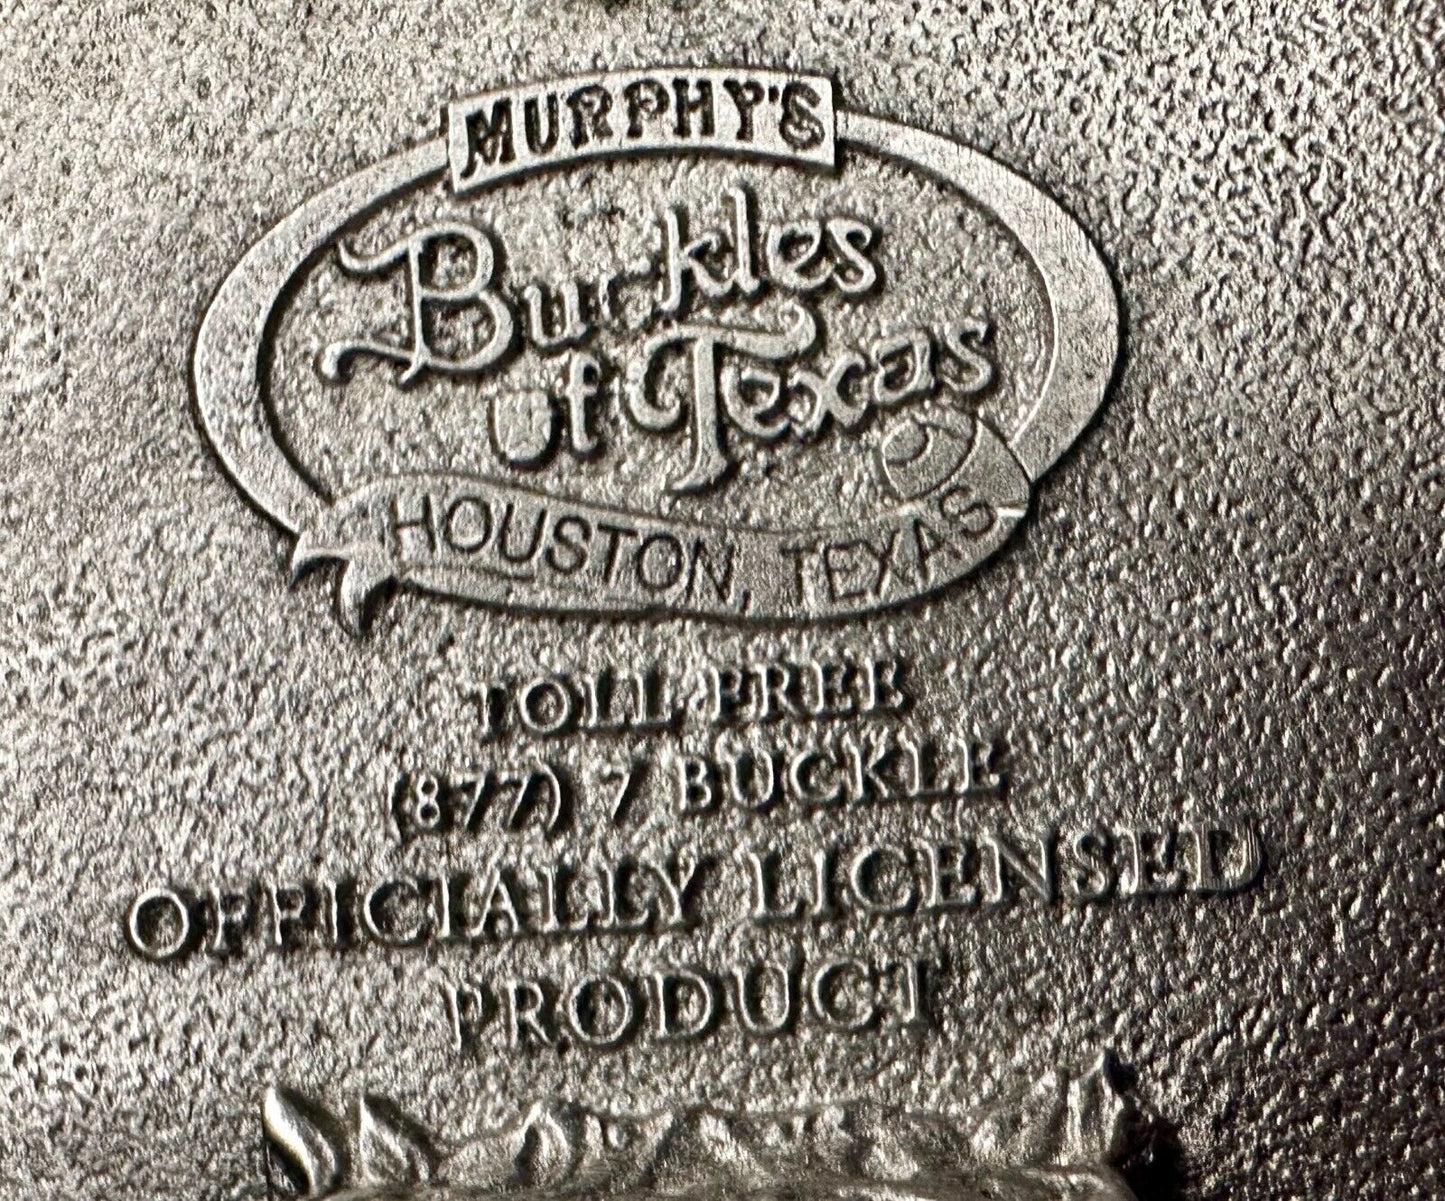 MURPHY'S
Buckles
of Texas
HOUSTON, TEXAS
TOLL FREE
(877) 7 BUCKLE
OFFICIALLY LICENSED
PRODUCT